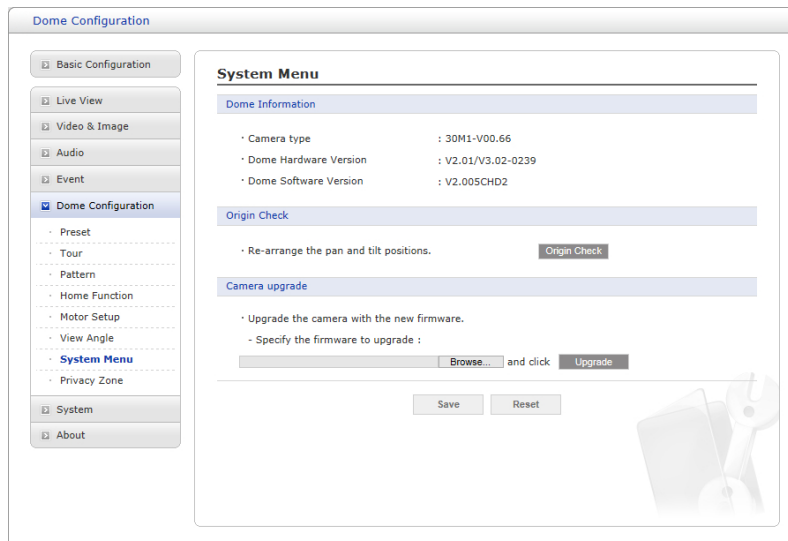 Dome Configuration
Basic Configuration
Live View
Video & Image
Audio
Event
Dome Configuration
· Preset
· Tour
· Pattern
· Home Function
· Motor Setup
· View Angle
· System Menu
· Privacy Zone
System
About
System Menu
Dome Information
· Camera type : 30M1-V00.66
· Dome Hardware Version : V2.01/V3.02-0239
· Dome Software Version : V2.005CHD2
Origin Check
· Re-arrange the pan and tilt positions. Origin Check
Camera upgrade
· Upgrade the camera with the new firmware.
- Specify the firmware to upgrade :
Browse... and click Upgrade
Save Reset